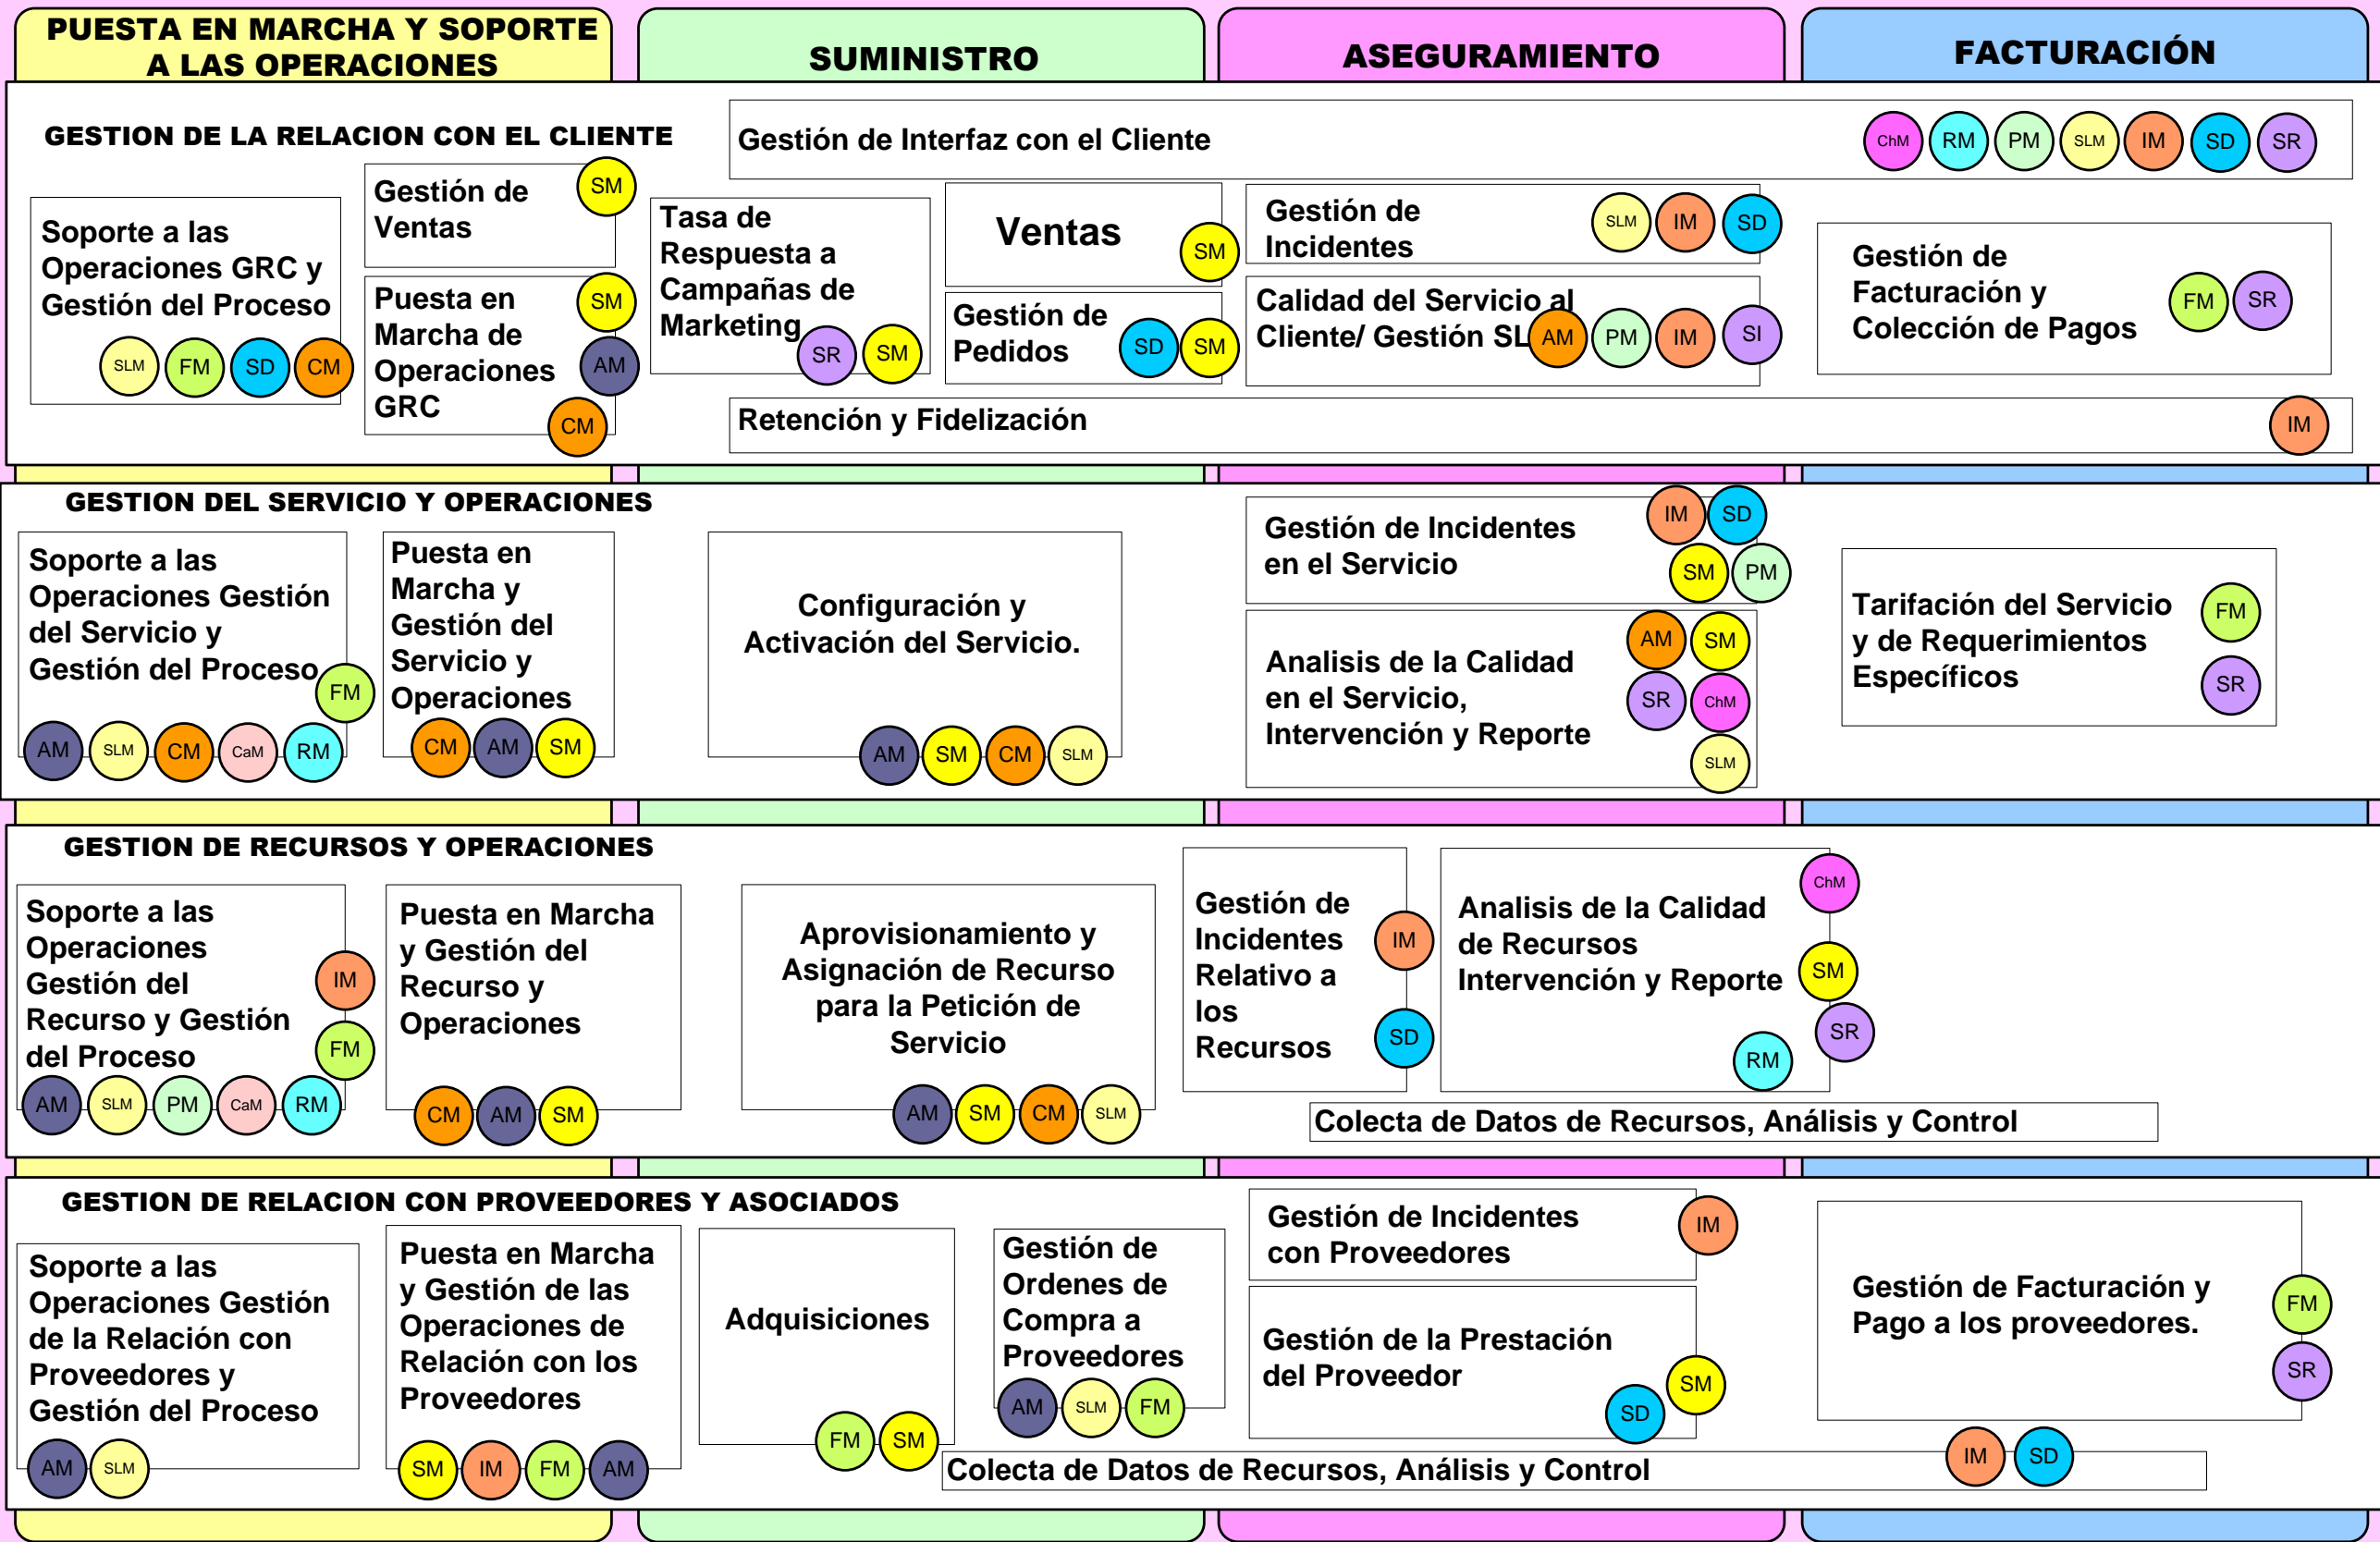 PUESTA EN MARCHA Y SOPORTE
A LAS OPERACIONES
SUMINISTRO
ASEGURAMIENTO
FACTURACIÓN
GESTION DE LA RELACION CON EL CLIENTE
Gestión de Interfaz con el Cliente
ChM RM PM SLM IM SD SR
Soporte a las
Operaciones GRC y
Gestión del Proceso
SLM FM SD CM
Gestión de
Ventas
SM
Puesta en
Marcha de
Operaciones
GRC
SM
AM
CM
Tasa de
Respuesta a
Campañas de
Marketing
SR SM
Ventas
SM
Gestión de
Pedidos
SD SM
Gestión de
Incidentes
SLM IM SD
Calidad del Servicio al
Cliente/ Gestión SL
AM PM IM SI
Gestión de
Facturación y
Colección de Pagos
FM SR
Retención y Fidelización
IM
GESTION DEL SERVICIO Y OPERACIONES
Soporte a las
Operaciones Gestión
del Servicio y
Gestión del Proceso
FM
AM SLM CM CaM RM
Puesta en
Marcha y
Gestión del
Servicio y
Operaciones
CM AM SM
Configuración y
Activación del Servicio.
AM SM CM SLM
Gestión de Incidentes
en el Servicio
IM SD
SM PM
Analisis de la Calidad
en el Servicio,
Intervención y Reporte
AM SM
SR ChM
SLM
Tarifación del Servicio
y de Requerimientos
Específicos
FM
SR
GESTION DE RECURSOS Y OPERACIONES
Soporte a las
Operaciones
Gestión del
Recurso y Gestión
del Proceso
IM
FM
AM SLM PM CaM RM
Puesta en Marcha
y Gestión del
Recurso y
Operaciones
CM AM SM
Aprovisionamiento y
Asignación de Recurso
para la Petición de
Servicio
AM SM CM SLM
Gestión de
Incidentes
Relativo a
los
Recursos
IM
SD
Analisis de la Calidad
de Recursos
Intervención y Reporte
ChM
SM
SR
RM
Colecta de Datos de Recursos, Análisis y Control
GESTION DE RELACION CON PROVEEDORES Y ASOCIADOS
Soporte a las
Operaciones Gestión
de la Relación con
Proveedores y
Gestión del Proceso
AM SLM
Puesta en Marcha
y Gestión de las
Operaciones de
Relación con los
Proveedores
SM IM FM AM
Adquisiciones
FM SM
Gestión de
Ordenes de
Compra a
Proveedores
AM SLM FM
Gestión de Incidentes
con Proveedores
IM
Gestión de la Prestación
del Proveedor
SM
SD
Gestión de Facturación y
Pago a los proveedores.
FM
SR
Colecta de Datos de Recursos, Análisis y Control
IM SD